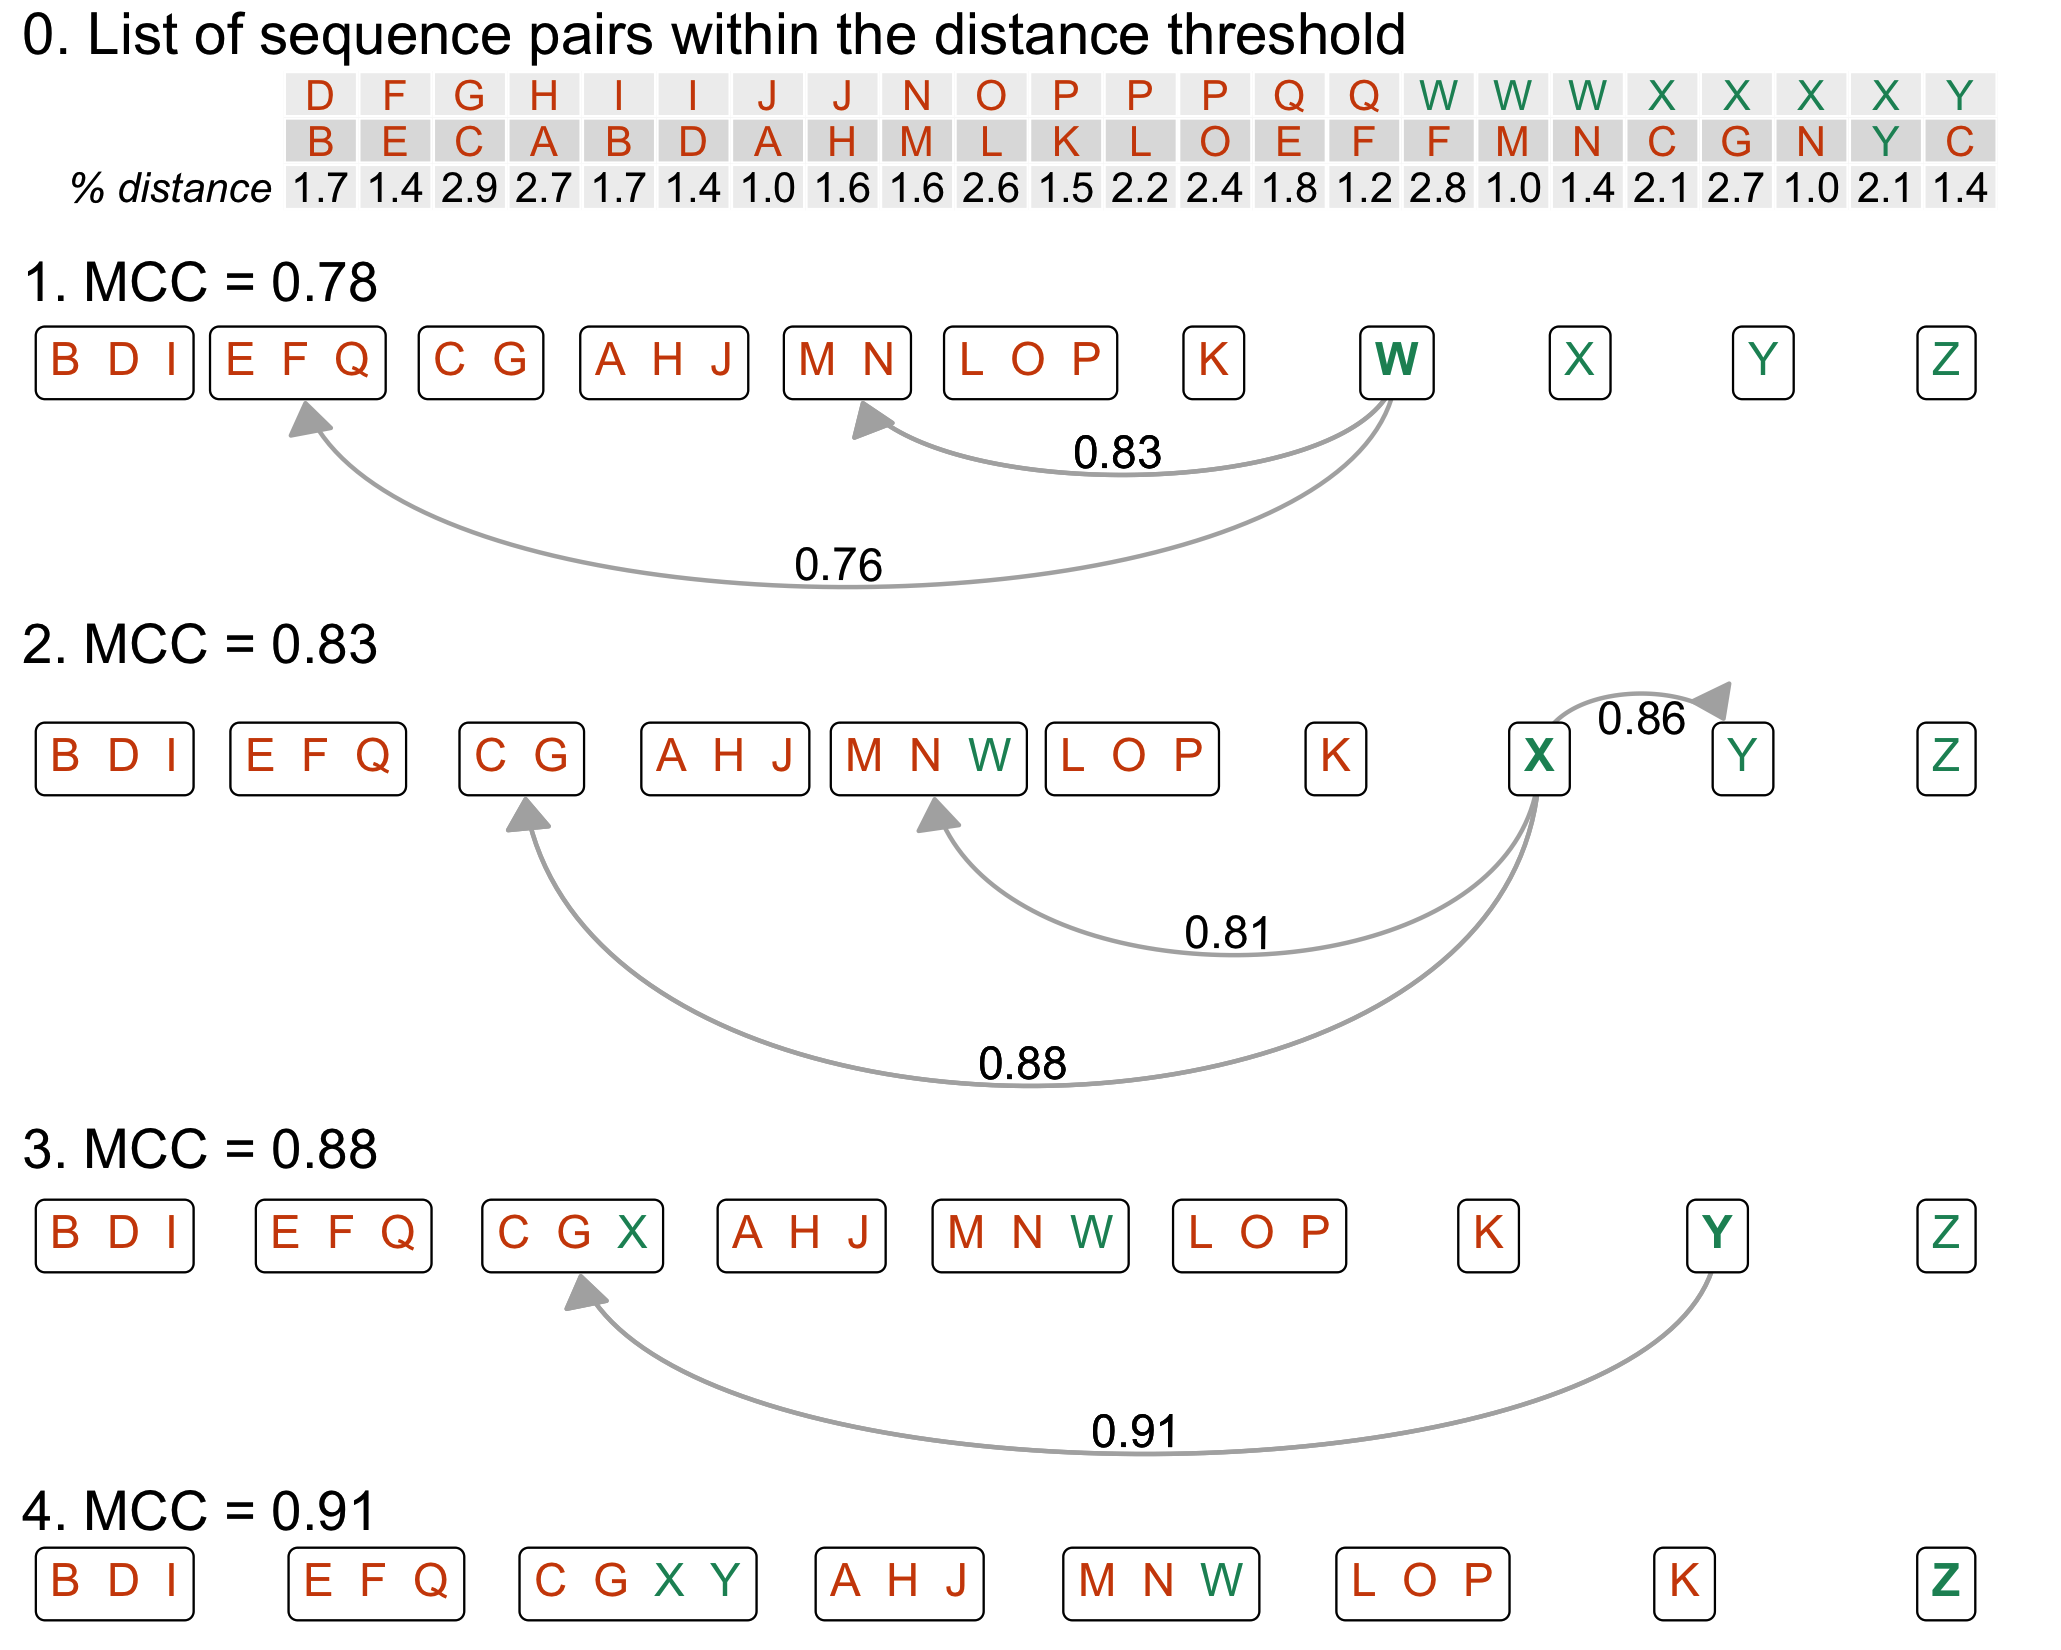 0. List of sequence pairs within the distance threshold
D F G H I I J J N O P P P Q Q W W W X X X X Y
B E C A B D A H M L K L O E F F M N C G N Y C
% distance 1.7 1.4 2.9 2.7 1.7 1.4 1.0 1.6 1.6 2.6 1.5 2.2 2.4 1.8 1.2 2.8 1.0 1.4 2.1 2.7 1.0 2.1 1.4
1. MCC = 0.78
B D I E F Q C G A H J M N L O P K W X Y Z
0.83
0.76
2. MCC = 0.83
0.86
B D I E F Q C G A H J M N W L O P K X Y Z
0.81
0.88
3. MCC = 0.88
B D I E F Q C G X A H J M N W L O P K Y Z
0.91
4. MCC = 0.91
B D I E F Q C G X Y A H J M N W L O P K Z